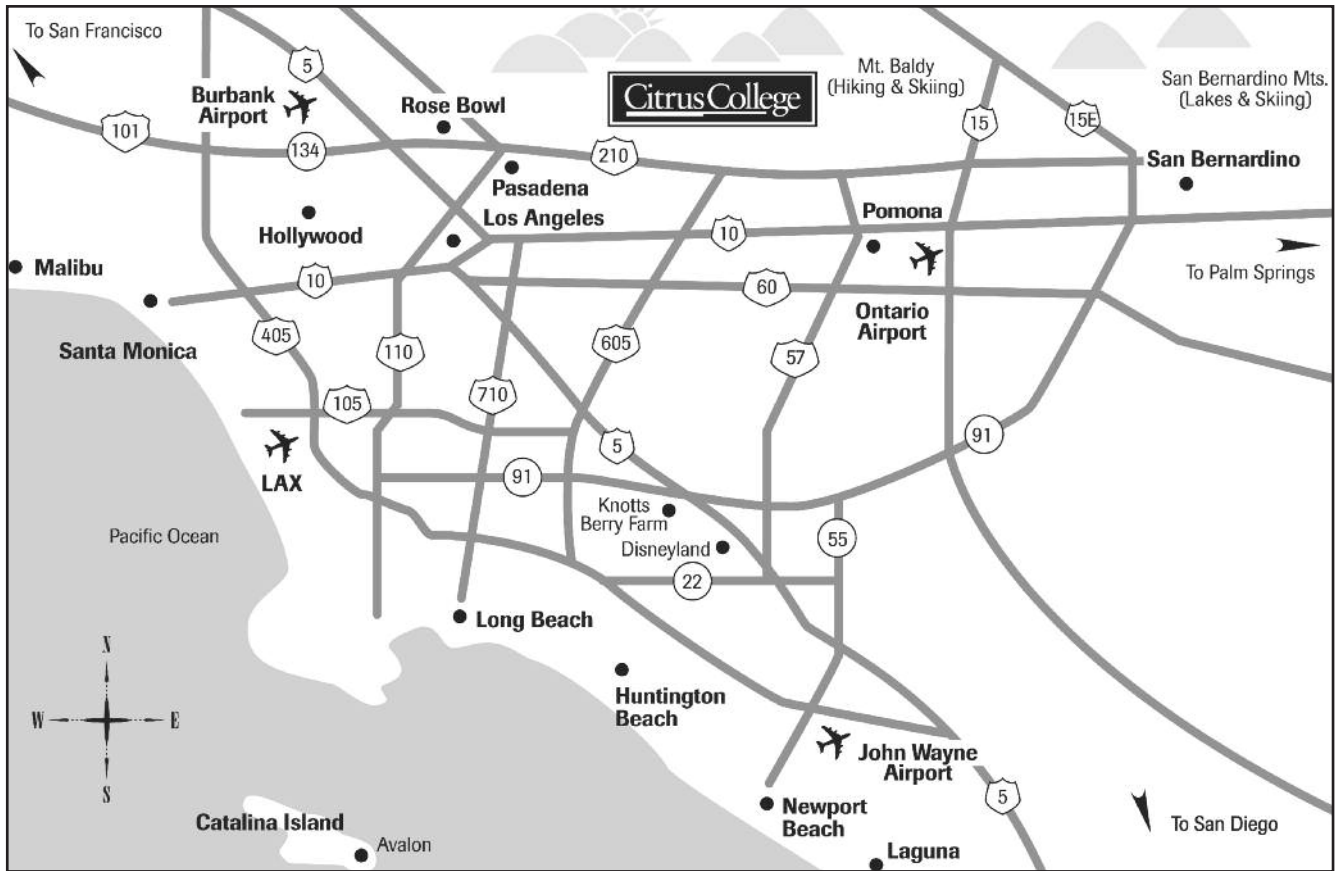 To San Francisco
5
Burbank
Airport
Rose Bowl
CitrusCollege
Mt. Baldy
(Hiking & Skiing)
San Bernardino Mts.
(Lakes & Skiing)
101
134
210
15
15E
San Bernardino
Pasadena
Los Angeles
Hollywood
Pomona
10
Malibu
10
60
To Palm Springs
Ontario
Airport
Santa Monica
405
110
605
57
710
105
5
91
LAX
91
Knotts
Berry Farm
Pacific Ocean
Disneyland
55
22
Long Beach
N
W
E
S
Huntington
Beach
John Wayne
Airport
5
Newport
Beach
Catalina Island
To San Diego
Avalon
Laguna